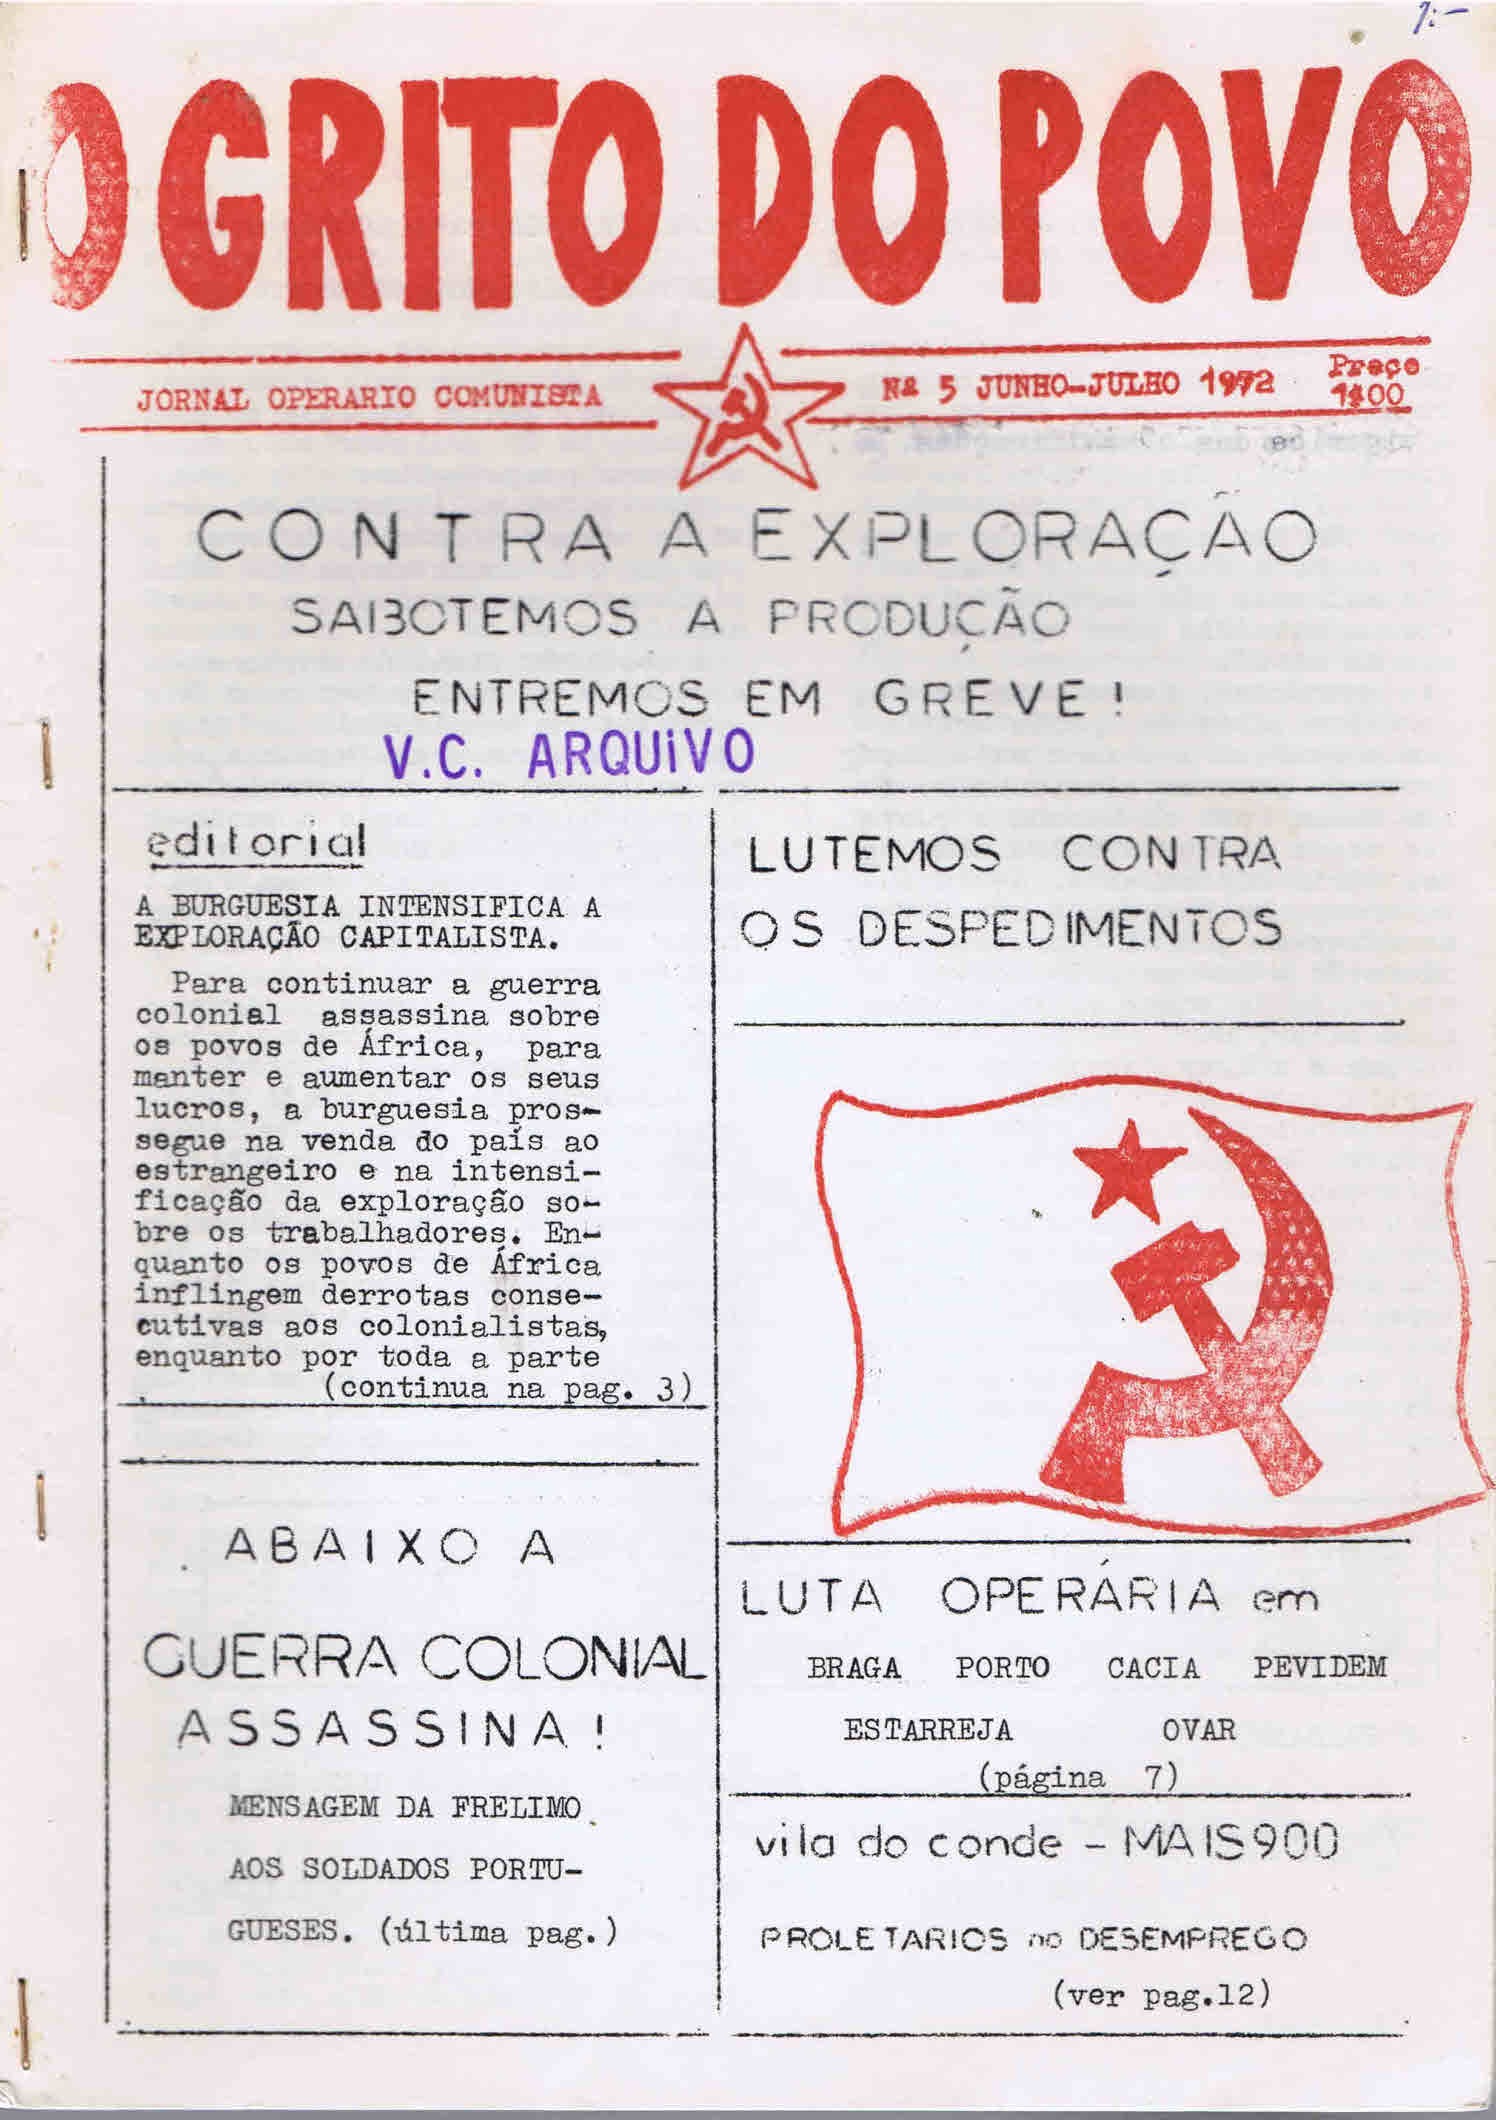 1:-
O GRITO DO POVO
JORNAL OPERARIO COMUNISTA
Nº 5 JUNHO-JULHO 1972
Preço
1$00
CONTRA A EXPLORAÇÃO
SABOTEMOS A PRODUÇÃO
ENTREMOS EM GREVE!
V.C. ARQUiVO
editorial
A BURGUESIA INTENSIFICA A
EXPLORAÇÃO CAPITALISTA.
Para continuar a guerra
colonial assassina sobre
os povos de África, para
manter e aumentar os seus
lucros, a burguesia pros-
segue na venda do país ao
estrangeiro e na intensi-
ficação da exploração so-
bre os trabalhadores. En-
quanto os povos de África
inflingem derrotas conse-
cutivas aos colonialistas,
enquanto por toda a parte
(continua na pag. 3)
ABAIXO A
GUERRA COLONIAL
ASSASSINA!
MENSAGEM DA FRELIMO
AOS SOLDADOS PORTU-
GUESES. (última pag.)
LUTEMOS CONTRA
OS DESPEDIMENTOS
LUTA OPERÁRIA em
BRAGA PORTO CACIA PEVIDEM
ESTARREJA OVAR
(página 7)
vila do conde - MAIS 900
PROLETARIOS no DESEMPREGO
(ver pag.12)